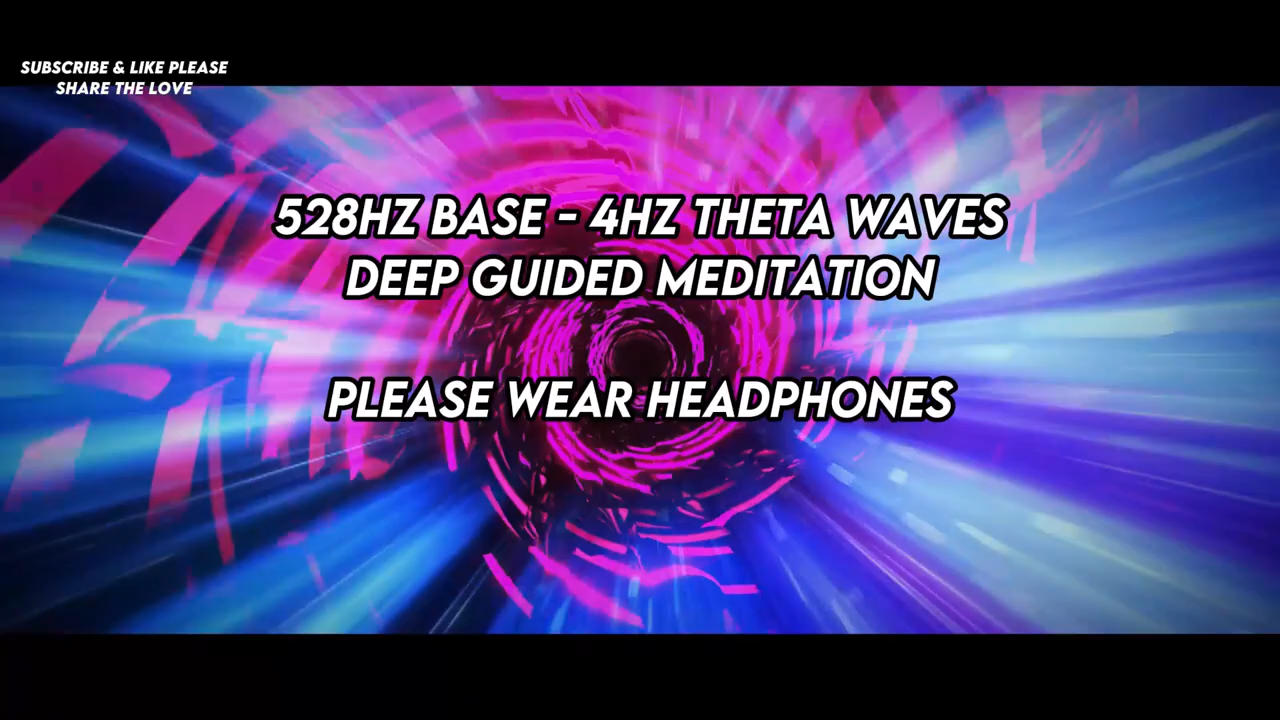 SUBSCRIBE & LIKE PLEASE
SHARE THE LOVE
528HZ BASE - 4HZ THETA WAVES
DEEP GUIDED MEDITATION
PLEASE WEAR HEADPHONES